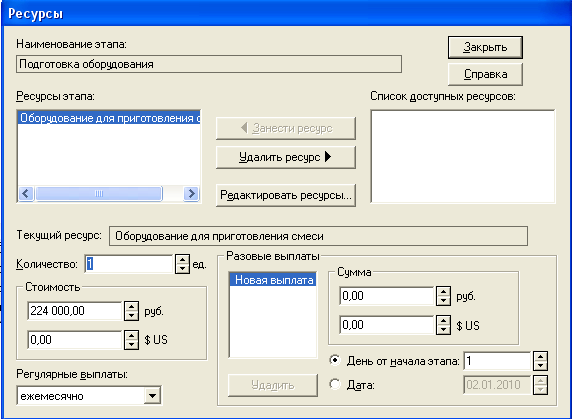 Ресурсы
Наименование этапа:
Закрыть
Подготовка оборудования
Справка
Ресурсы этапа:
Список доступных ресурсов:
Оборудование для приготовления с
Занести ресурс
Удалить ресурс
Редактировать ресурсы...
Текущий ресурс: Оборудование для приготовления смеси
Количество: 1 ед.
Разовые выплаты
Новая выплата
Сумма
0,00 руб.
0,00 $ US
Стоимость
224 000,00 руб.
0,00 $ US
День от начала этапа: 1
Регулярные выплаты:
ежемесячно
Удалить
Дата: 02.01.2010